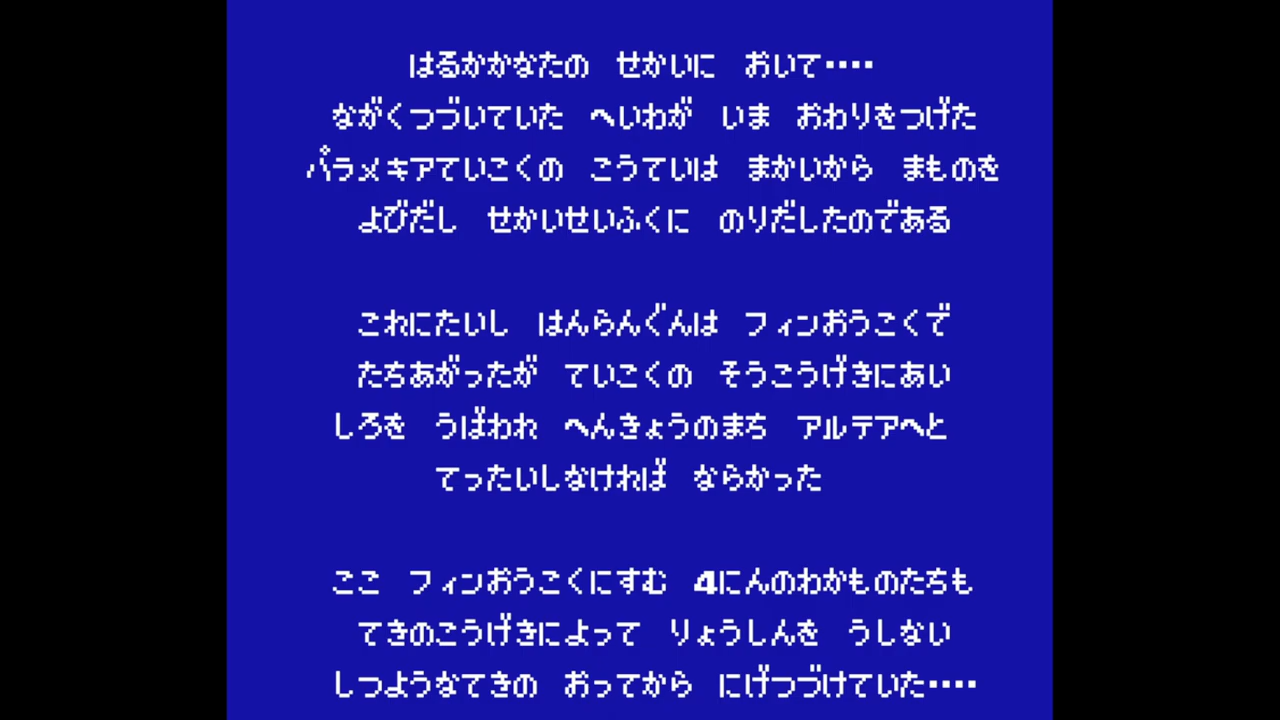 はるかかなたの せかいに おいて････
ながくつづいていた へいわが いま おわりをつげた
パラメキアていこくの こうていは まかいから まものを
よびだし せかいせいふくに のりだしたのである
これにたいし はんらんぐんは フィンおうこくで
たちあがったが ていこくの そうこうげきにあい
しろを うばわれ へんきょうのまち アルテアへと
てったいしなければ ならかった
ここ フィンおうこくにすむ 4にんのわかものたちも
てきのこうげきによって りょうしんを うしない
しつようなてきの おってから にげつづけていた････